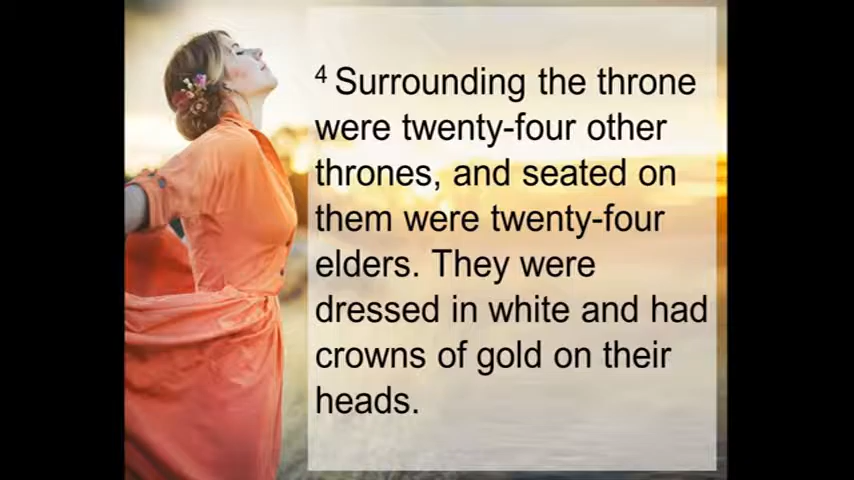 4 Surrounding the throne
were twenty-four other
thrones, and seated on
them were twenty-four
elders. They were
dressed in white and had
crowns of gold on their
heads.